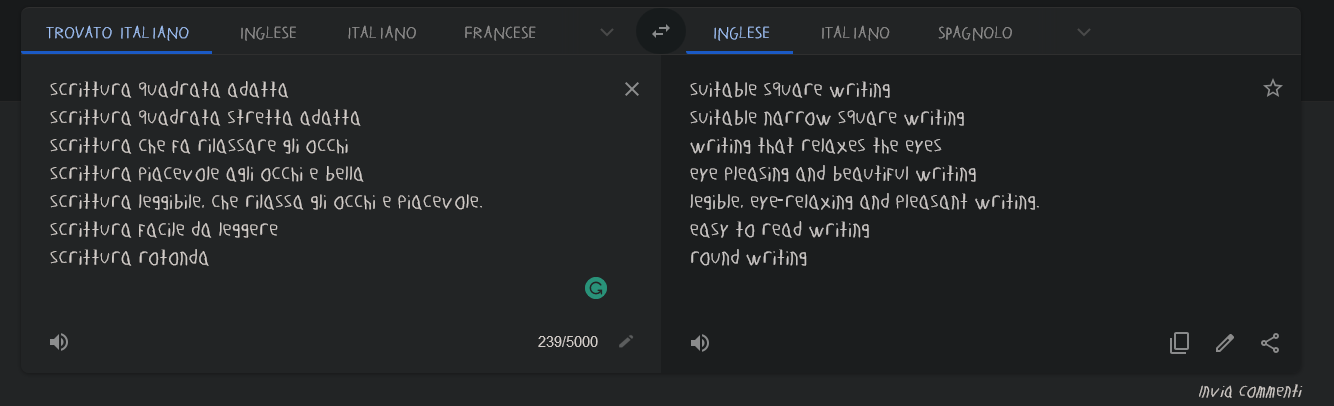 TROVATO ITALIANO INGLESE ITALIANO FRANCESE INGLESE ITALIANO SPAGNOLO
scrittura quadrata adatta
scrittura quadrata stretta adatta
scrittura che fa rilassare gli occhi
scrittura piacevole agli occhi e bella
scrittura leggibile, che rilassa gli occhi e piacevole.
scrittura facile da leggere
scrittura rotonda
239/5000
suitable square writing
suitable narrow square writing
writing that relaxes the eyes
eye pleasing and beautiful writing
legible, eye-relaxing and pleasant writing.
easy to read writing
round writing
Invia commenti